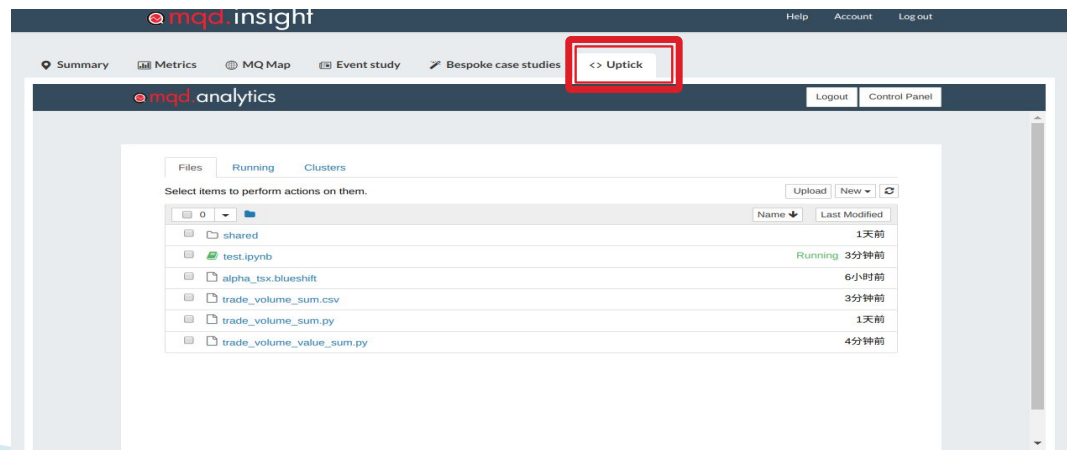 mqd.insight Help Account Log out
Summary Metrics MQ Map Event study Bespoke case studies <> Uptick
mqd.analytics Logout Control Panel
Files Running Clusters
Select items to perform actions on them. Upload New
0 Name Last Modified
shared 1天前
test.ipynb Running 3分钟前
alpha_tsx.blueshift 6小时前
trade_volume_sum.csv 3分钟前
trade_volume_sum.py 1天前
trade_volume_value_sum.py 4分钟前